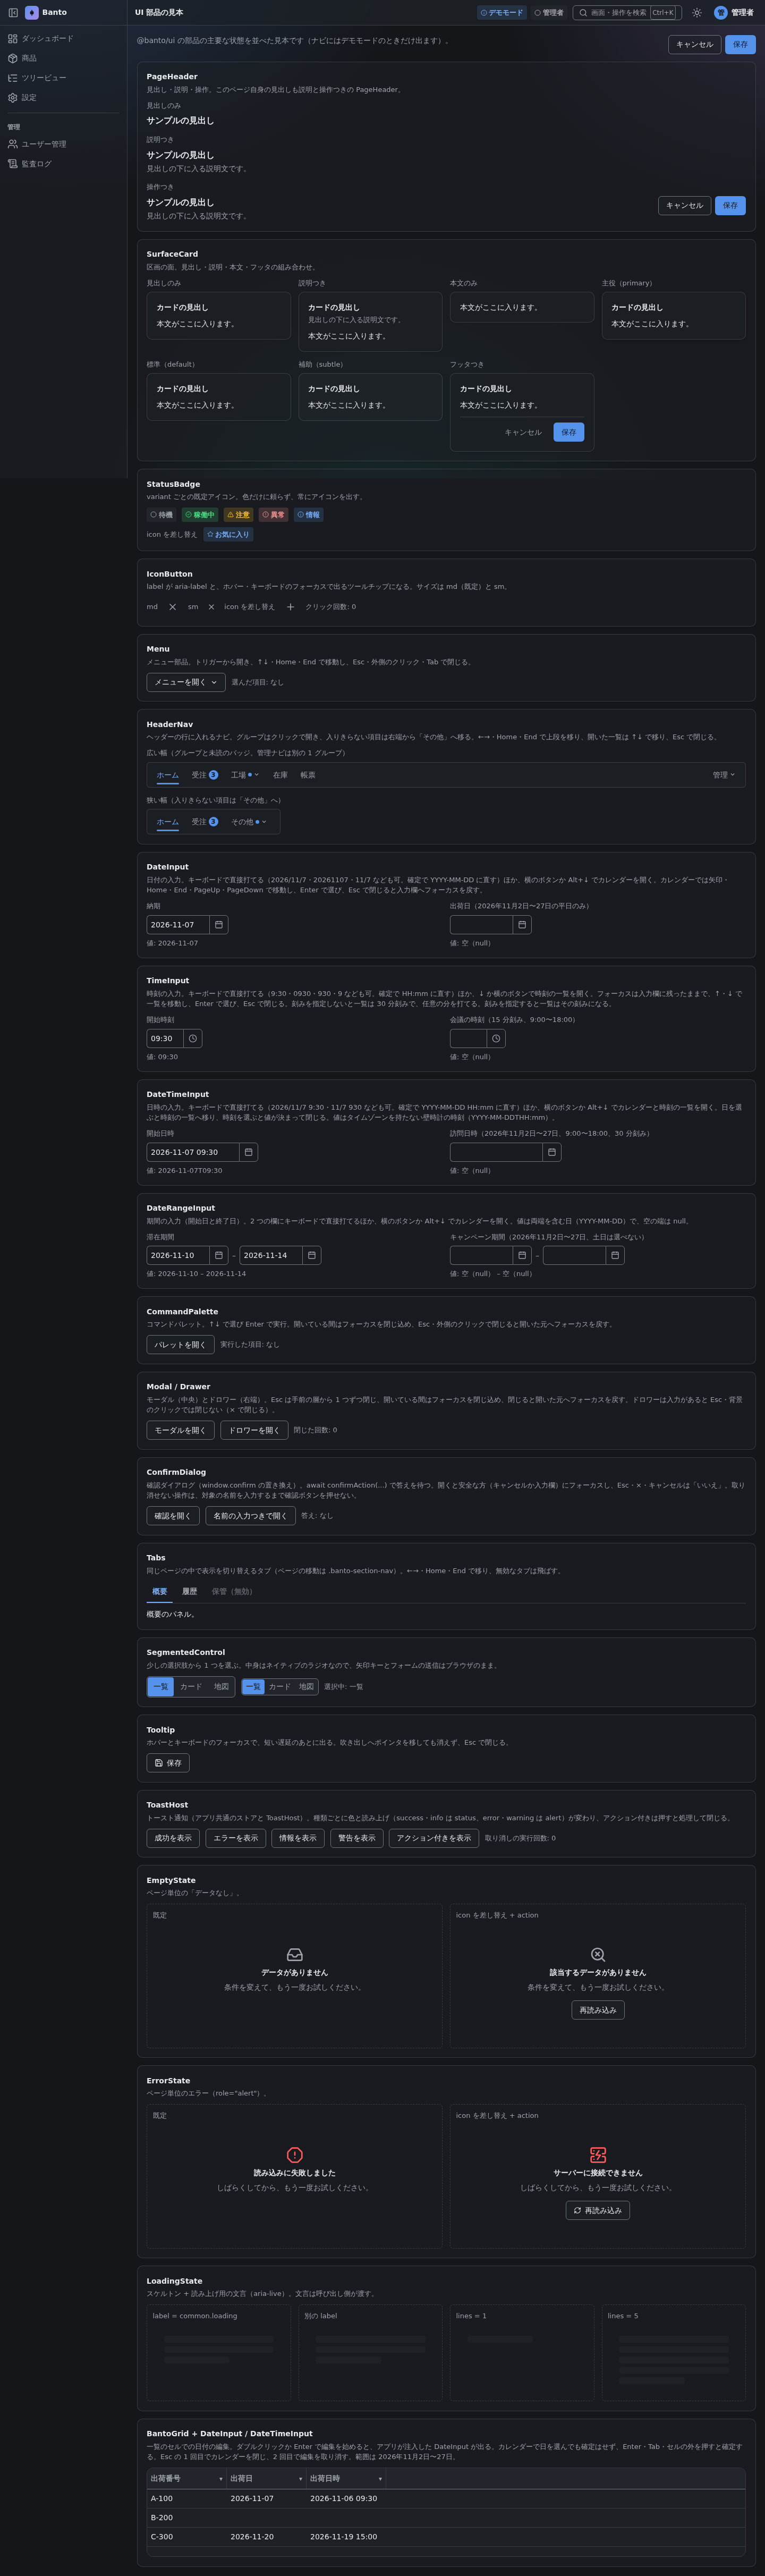 Banto
UI 部品の見本
デモモード
管理者
画面・操作を検索 Ctrl+K
管 管理者
ダッシュボード
商品
ツリービュー
設定
管理
ユーザー管理
監査ログ
@banto/ui の部品の主要な状態を並べた見本です（ナビにはデモモードのときだけ出ます）。
キャンセル 保存
PageHeader
見出し・説明・操作。このページ自身の見出しも説明と操作つきの PageHeader。
見出しのみ
サンプルの見出し
説明つき
サンプルの見出し
見出しの下に入る説明文です。
操作つき
サンプルの見出し
見出しの下に入る説明文です。
キャンセル 保存
SurfaceCard
区画の面。見出し・説明・本文・フッタの組み合わせ。
見出しのみ 説明つき 本文のみ 主役（primary）
カードの見出し
本文がここに入ります。
カードの見出し
見出しの下に入る説明文です。
本文がここに入ります。
本文がここに入ります。
カードの見出し
本文がここに入ります。
標準（default） 補助（subtle） フッタつき
カードの見出し
本文がここに入ります。
カードの見出し
本文がここに入ります。
カードの見出し
本文がここに入ります。
キャンセル 保存
StatusBadge
variant ごとの既定アイコン。色だけに頼らず、常にアイコンを出す。
待機 稼働中 注意 異常 情報
icon を差し替え お気に入り
IconButton
label が aria-label と、ホバー・キーボードのフォーカスで出るツールチップになる。サイズは md（既定）と sm。
md sm icon を差し替え クリック回数: 0
Menu
メニュー部品。トリガーから開き、↑↓・Home・End で移動し、Esc・外側のクリック・Tab で閉じる。
メニューを開く 選んだ項目: なし
HeaderNav
ヘッダーの行に入れるナビ。グループはクリックで開き、入りきらない項目は右端から「その他」へ移る。←→・Home・End で上段を移り、開いた一覧は ↑↓ で移り、Esc で閉じる。
広い幅（グループと未読のバッジ。管理ナビは別の 1 グループ）
ホーム 受注 3 工場 在庫 帳票 管理
狭い幅（入りきらない項目は「その他」へ）
ホーム 受注 3 その他
DateInput
日付の入力。キーボードで直接打てる（2026/11/7・20261107・11/7 なども可。確定で YYYY-MM-DD に直す）ほか、横のボタンか Alt+↓ でカレンダーを開く。カレンダーでは矢印・
Home・End・PageUp・PageDown で移動し、Enter で選び、Esc で閉じると入力欄へフォーカスを戻す。
納期 出荷日（2026年11月2日〜27日の平日のみ）
2026-11-07
値: 2026-11-07 値: 空（null）
TimeInput
時刻の入力。キーボードで直接打てる（9:30・0930・930・9 なども可。確定で HH:mm に直す）ほか、↓ か横のボタンで時刻の一覧を開く。フォーカスは入力欄に残ったままで、↑・↓ で
一覧を移動し、Enter で選び、Esc で閉じる。刻みを指定しないと一覧は 30 分刻みで、任意の分を打てる。刻みを指定すると一覧はその刻みになる。
開始時刻 会議の時刻（15 分刻み、9:00〜18:00）
09:30
値: 09:30 値: 空（null）
DateTimeInput
日時の入力。キーボードで直接打てる（2026/11/7 9:30・11/7 930 なども可。確定で YYYY-MM-DD HH:mm に直す）ほか、横のボタンか Alt+↓ でカレンダーと時刻の一覧を開く。日を選
ぶと時刻の一覧へ移り、時刻を選ぶと値が決まって閉じる。値はタイムゾーンを持たない壁時計の時刻（YYYY-MM-DDTHH:mm）。
開始日時 訪問日時（2026年11月2日〜27日、9:00〜18:00、30 分刻み）
2026-11-07 09:30
値: 2026-11-07T09:30 値: 空（null）
DateRangeInput
期間の入力（開始日と終了日）。2 つの欄にキーボードで直接打てるほか、横のボタンか Alt+↓ でカレンダーを開く。値は両端を含む日（YYYY-MM-DD）で、空の端は null。
滞在期間 キャンペーン期間（2026年11月2日〜27日、土日は選べない）
2026-11-10 – 2026-11-14 –
値: 2026-11-10 – 2026-11-14 値: 空（null） – 空（null）
CommandPalette
コマンドパレット。↑↓ で選び Enter で実行。開いている間はフォーカスを閉じ込め、Esc・外側のクリックで閉じると開いた元へフォーカスを戻す。
パレットを開く 実行した項目: なし
Modal / Drawer
モーダル（中央）とドロワー（右端）。Esc は手前の層から 1 つずつ閉じ、開いている間はフォーカスを閉じ込め、閉じると開いた元へフォーカスを戻す。ドロワーは入力があると Esc・背景
のクリックでは閉じない（× で閉じる）。
モーダルを開く ドロワーを開く 閉じた回数: 0
ConfirmDialog
確認ダイアログ（window.confirm の置き換え）。await confirmAction(...) で答えを待つ。開くと安全な方（キャンセルか入力欄）にフォーカスし、Esc・×・キャンセルは「いいえ」。取り
消せない操作は、対象の名前を入力するまで確認ボタンを押せない。
確認を開く 名前の入力つきで開く 答え: なし
Tabs
同じページの中で表示を切り替えるタブ（ページの移動は .banto-section-nav）。←→・Home・End で移り、無効なタブは飛ばす。
概要 履歴 保管（無効）
概要のパネル。
SegmentedControl
少しの選択肢から 1 つを選ぶ。中身はネイティブのラジオなので、矢印キーとフォームの送信はブラウザのまま。
一覧 カード 地図 一覧 カード 地図 選択中: 一覧
Tooltip
ホバーとキーボードのフォーカスで、短い遅延のあとに出る。吹き出しへポインタを移しても消えず、Esc で閉じる。
保存
ToastHost
トースト通知（アプリ共通のストアと ToastHost）。種類ごとに色と読み上げ（success・info は status、error・warning は alert）が変わり、アクション付きは押すと処理して閉じる。
成功を表示 エラーを表示 情報を表示 警告を表示 アクション付きを表示 取り消しの実行回数: 0
EmptyState
ページ単位の「データなし」。
既定
データがありません
条件を変えて、もう一度お試しください。
icon を差し替え + action
該当するデータがありません
条件を変えて、もう一度お試しください。
再読み込み
ErrorState
ページ単位のエラー（role="alert"）。
既定
読み込みに失敗しました
しばらくしてから、もう一度お試しください。
icon を差し替え + action
サーバーに接続できません
しばらくしてから、もう一度お試しください。
再読み込み
LoadingState
スケルトン + 読み上げ用の文言（aria-live）。文言は呼び出し側が渡す。
label = common.loading 別の label lines = 1 lines = 5
BantoGrid + DateInput / DateTimeInput
一覧のセルでの日付の編集。ダブルクリックか Enter で編集を始めると、アプリが注入した DateInput が出る。カレンダーで日を選んでも確定はせず、Enter・Tab・セルの外を押すと確定す
る。Esc の 1 回目でカレンダーを閉じ、2 回目で編集を取り消す。範囲は 2026年11月2日〜27日。
出荷番号 出荷日 出荷日時
A-100 2026-11-07 2026-11-06 09:30
B-200
C-300 2026-11-20 2026-11-19 15:00